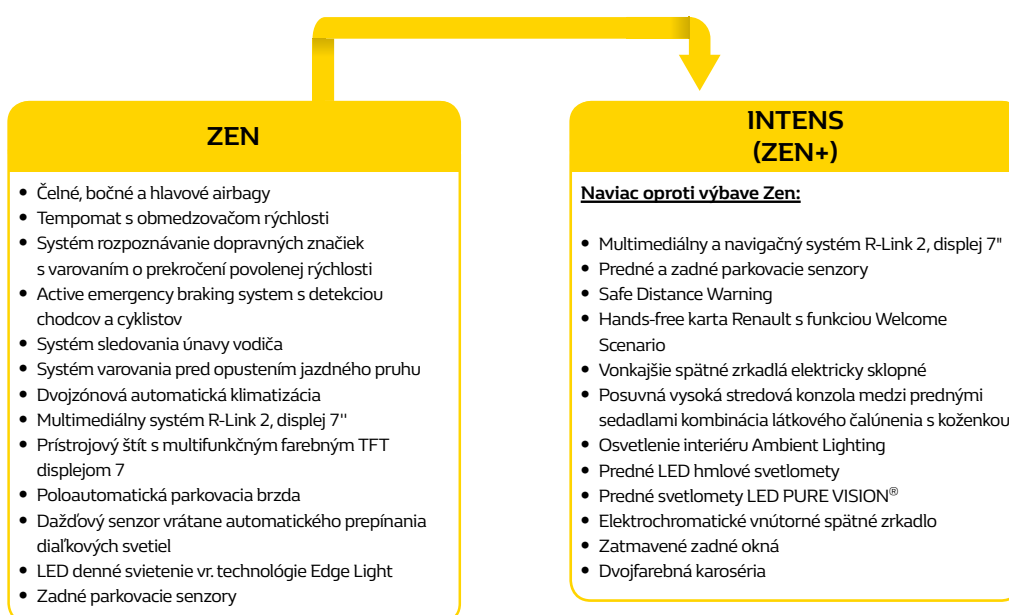 ZEN
• Čelné, bočné a hlavové airbagy
• Tempomat s obmedzovačom rýchlosti
• Systém rozpoznávanie dopravných značiek
s varovaním o prekročení povolenej rýchlosti
• Active emergency braking system s detekciou
chodcov a cyklistov
• Systém sledovania únavy vodiča
• Systém varovania pred opustením jazdného pruhu
• Dvojzónová automatická klimatizácia
• Multimediálny systém R-Link 2, displej 7''
• Prístrojový štít s multifunkčným farebným TFT
displejom 7
• Poloautomatická parkovacia brzda
• Dažďový senzor vrátane automatického prepínania
diaľkových svetiel
• LED denné svietenie vr. technológie Edge Light
• Zadné parkovacie senzory
INTENS
(ZEN+)
Naviac oproti výbave Zen:
• Multimediálny a navigačný systém R-Link 2, displej 7"
• Predné a zadné parkovacie senzory
• Safe Distance Warning
• Hands-free karta Renault s funkciou Welcome
Scenario
• Vonkajšie spätné zrkadlá elektricky sklopné
• Posuvná vysoká stredová konzola medzi prednými
sedadlami kombinácia látkového čalúnenia s koženkou
• Osvetlenie interiéru Ambient Lighting
• Predné LED hmlové svetlomety
• Predné svetlomety LED PURE VISION®
• Elektrochromatické vnútorné spätné zrkadlo
• Zatmavené zadné okná
• Dvojfarebná karoséria